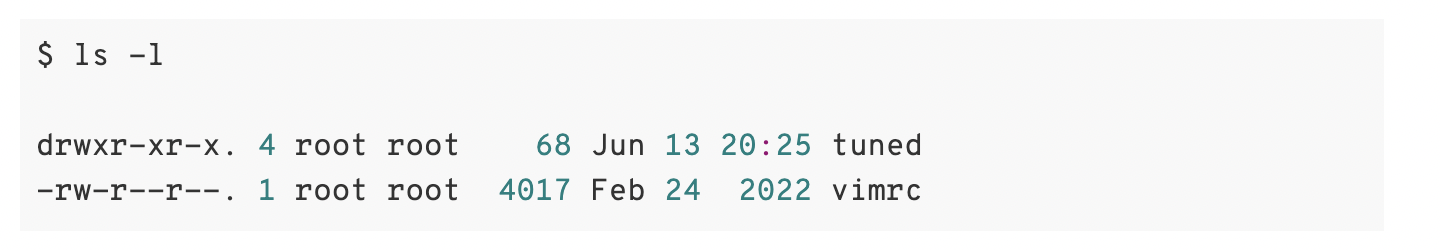 $ ls -l
drwxr-xr-x. 4 root root    68 Jun 13 20:25 tuned
-rw-r--r--. 1 root root  4017 Feb 24  2022 vimrc